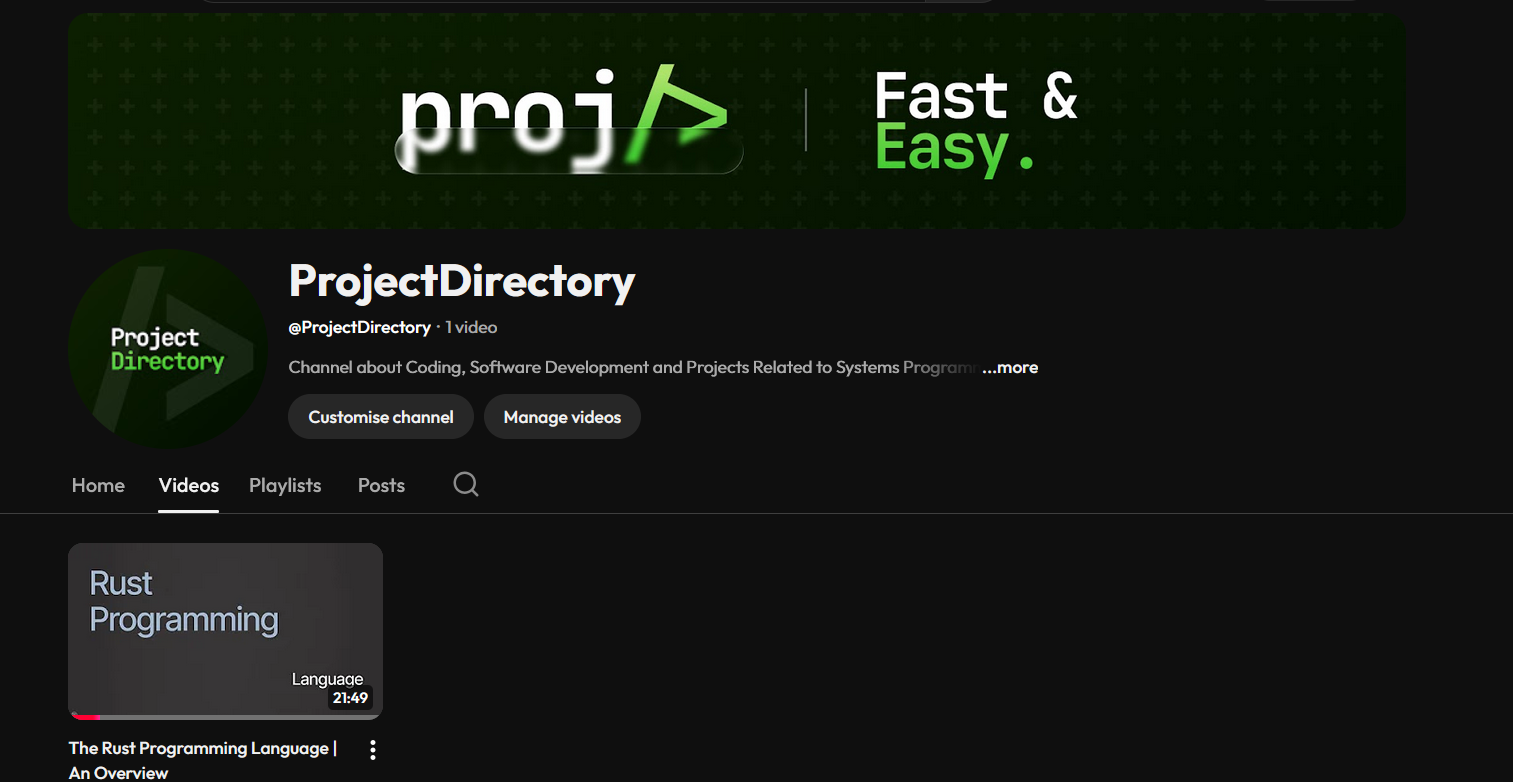 proj/>
Fast &
Easy.
Project
Directory
ProjectDirectory
@ProjectDirectory · 1 video
Channel about Coding, Software Development and Projects Related to Systems Programm ...more
Customise channel
Manage videos
Home
Videos
Playlists
Posts
Rust
Programming
Language
21:49
The Rust Programming Language |
An Overview